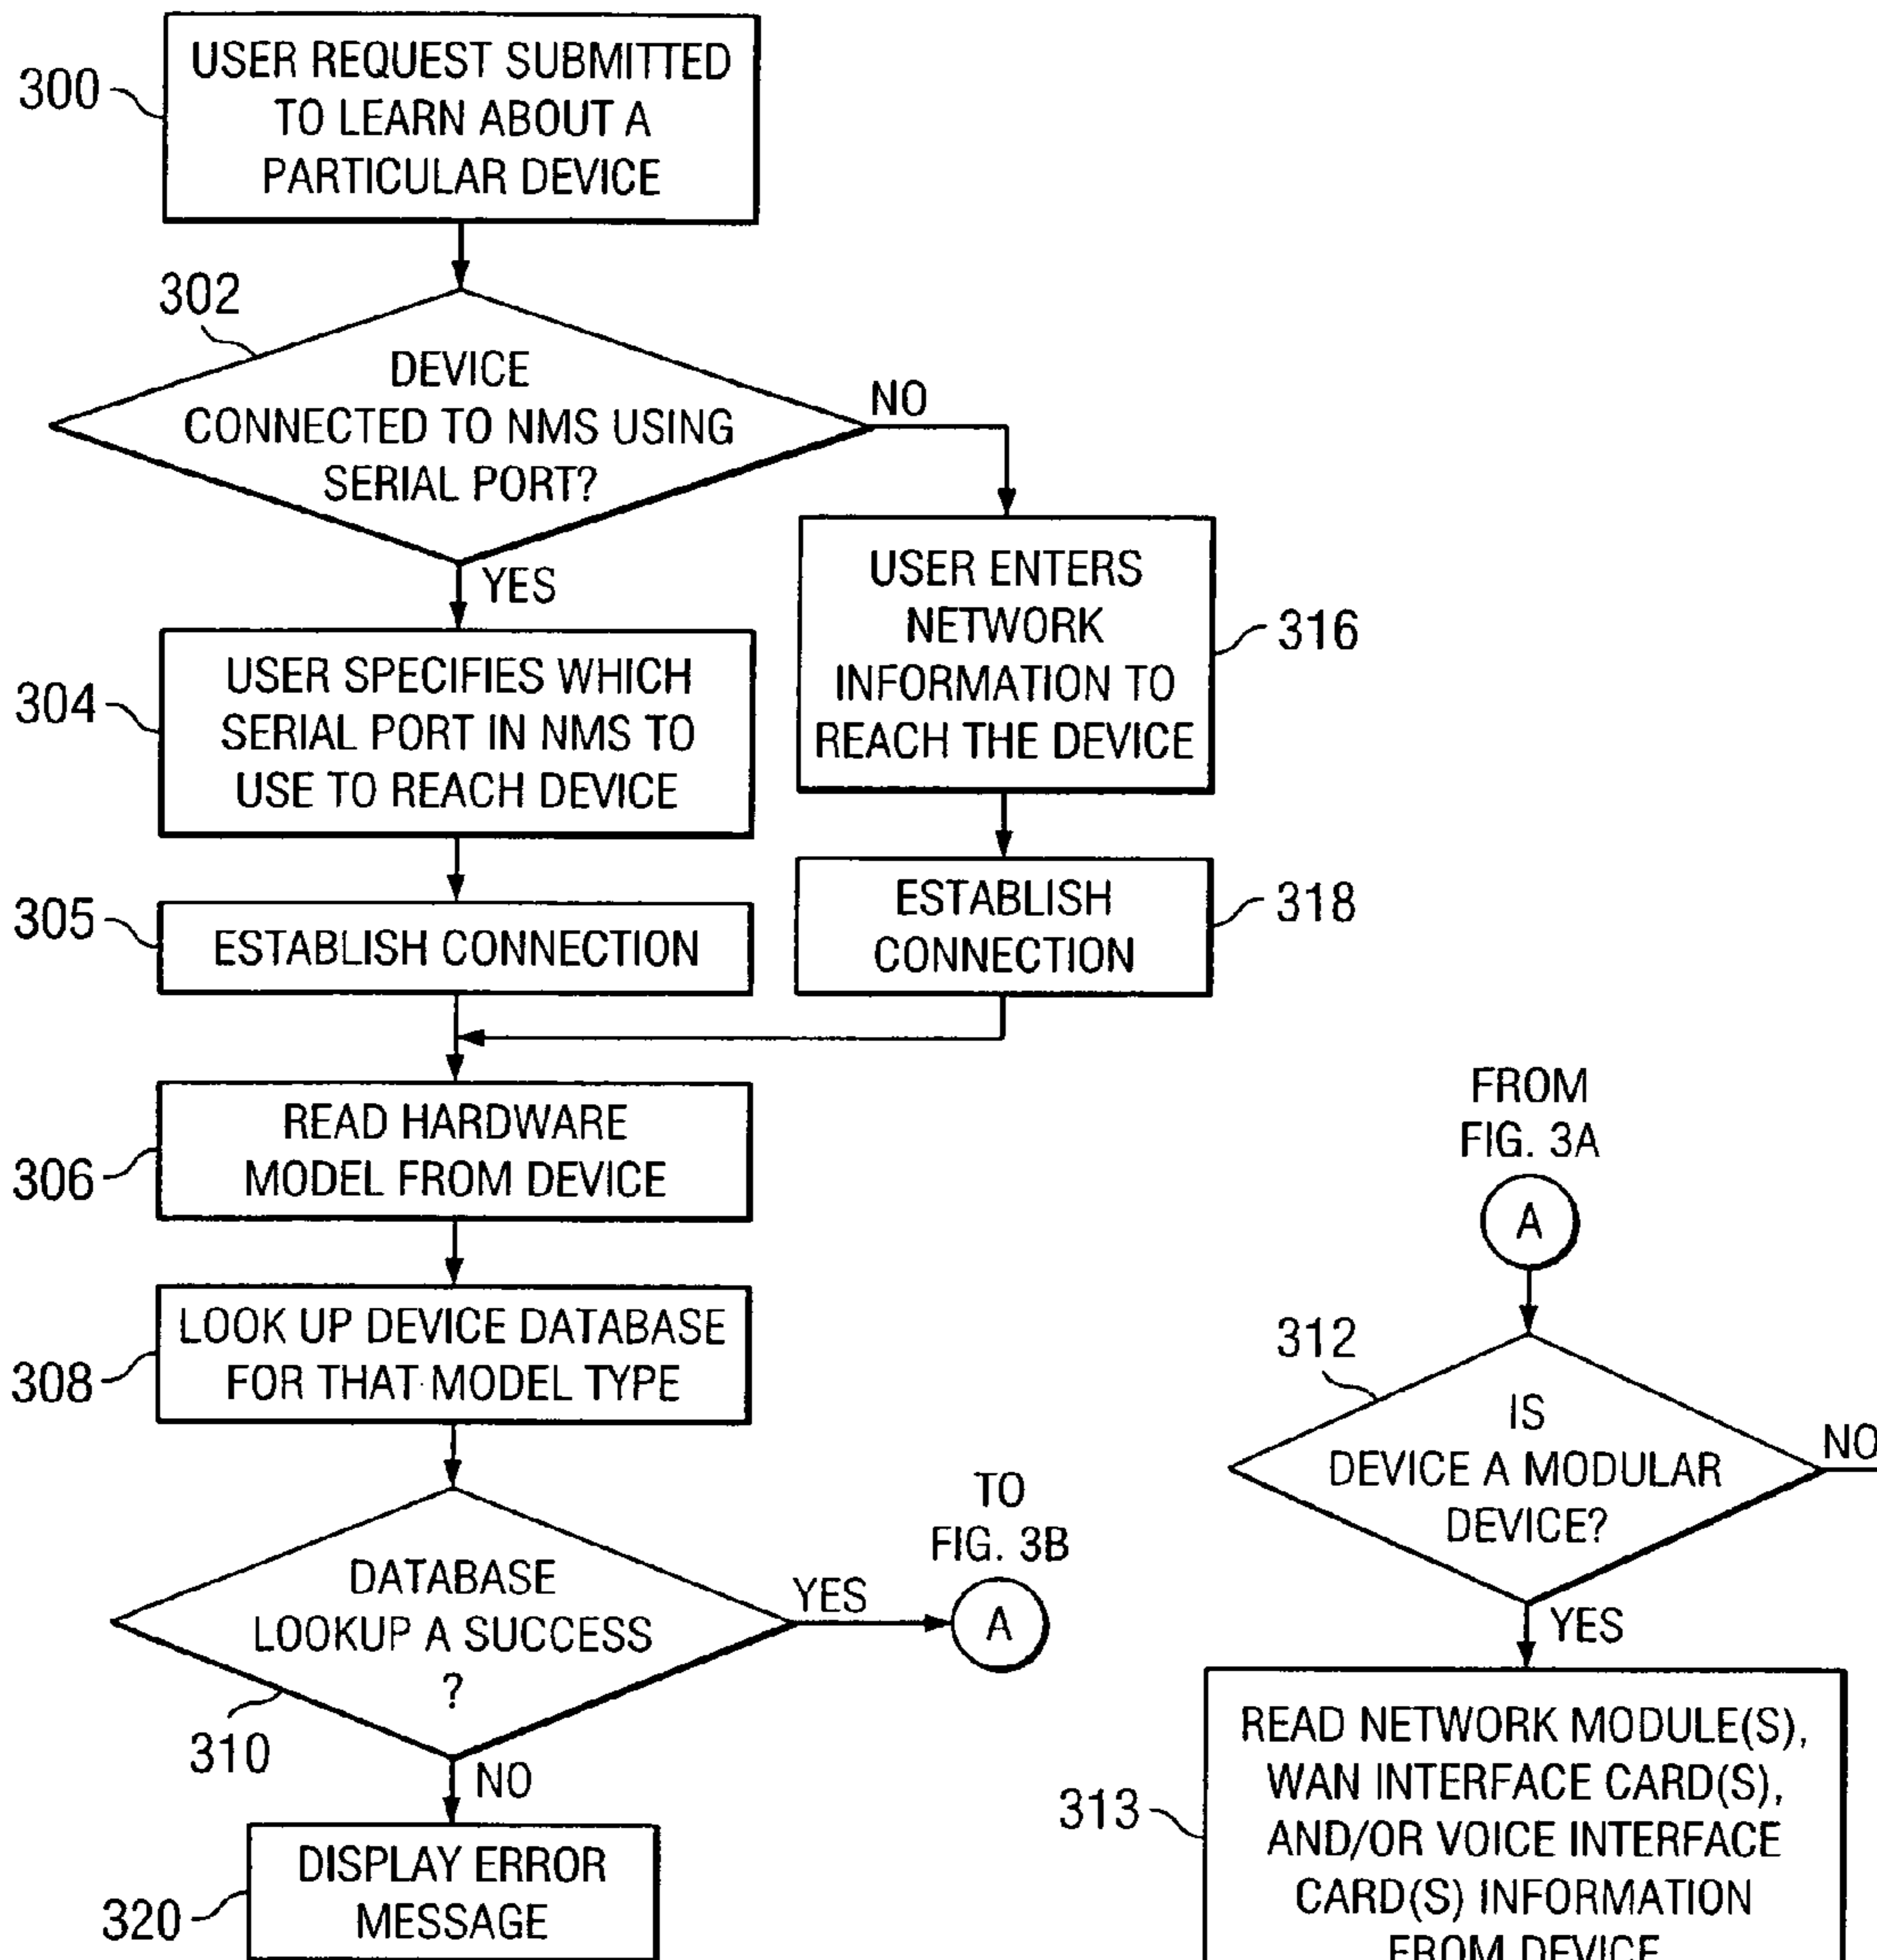 300
USER REQUEST SUBMITTED
TO LEARN ABOUT A
PARTICULAR DEVICE
302
DEVICE
CONNECTED TO NMS USING
SERIAL PORT?
NO
YES
USER ENTERS
NETWORK
INFORMATION TO
REACH THE DEVICE
316
304
USER SPECIFIES WHICH
SERIAL PORT IN NMS TO
USE TO REACH DEVICE
305
ESTABLISH CONNECTION
ESTABLISH
CONNECTION
318
306
READ HARDWARE
MODEL FROM DEVICE
308
LOOK UP DEVICE DATABASE
FOR THAT MODEL TYPE
DATABASE
LOOKUP A SUCCESS
?
310
YES
TO
FIG. 3B
A
NO
320
DISPLAY ERROR
MESSAGE
FROM
FIG. 3A
A
312
IS
DEVICE A MODULAR
DEVICE?
NO
YES
313
READ NETWORK MODULE(S),
WAN INTERFACE CARD(S),
AND/OR VOICE INTERFACE
CARD(S) INFORMATION
FROM DEVICE